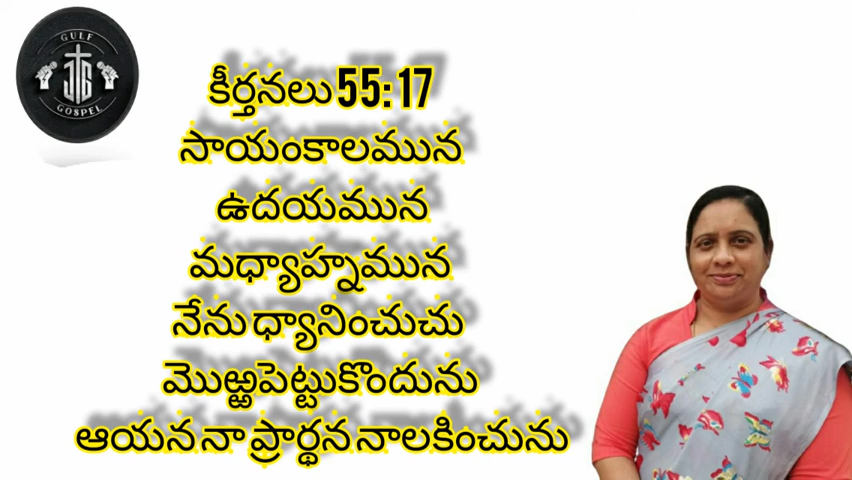 GULF
JG
GOSPEL
కీర్తనలు 55:17
సాయంకాలమున
ఉదయమున
మధ్యాహ్నమున
నేను ధ్యానించుచు
మొఱ్ఱపెట్టుకొందును
ఆయన నా ప్రార్థన నాలకించును